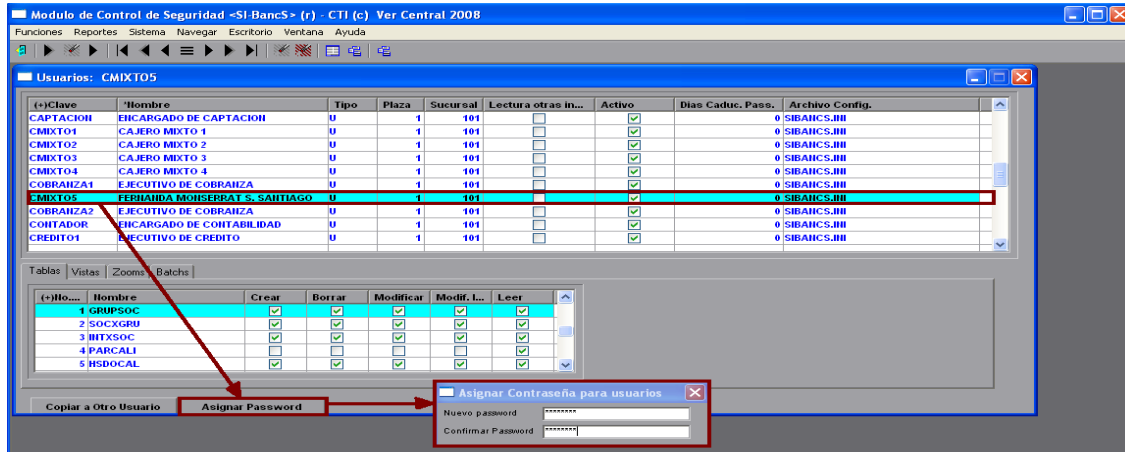 Modulo de Control de Seguridad <SI-BancS> (r) - CTI (c) Ver Central 2008
Funciones Reportes Sistema Navegar Escritorio Ventana Ayuda
Usuarios: CMIXTO5
(+)Clave *Nombre Tipo Plaza Sucursal Lectura otras in... Activo Dias Caduc. Pass. Archivo Config.
CAPTACION ENCARGADO DE CAPTACION U 1 101 0 SIBANCS.INI
CMIXTO1 CAJERO MIXTO 1 U 1 101 0 SIBANCS.INI
CMIXTO2 CAJERO MIXTO 2 U 1 101 0 SIBANCS.INI
CMIXTO3 CAJERO MIXTO 3 U 1 101 0 SIBANCS.INI
CMIXTO4 CAJERO MIXTO 4 U 1 101 0 SIBANCS.INI
COBRANZA1 EJECUTIVO DE COBRANZA U 1 101 0 SIBANCS.INI
CMIXTO5 FERNANDA MONSERRAT S. SANTIAGO U 1 101 0 SIBANCS.INI
COBRANZA2 EJECUTIVO DE COBRANZA U 1 101 0 SIBANCS.INI
CONTADOR ENCARGADO DE CONTABILIDAD U 1 101 0 SIBANCS.INI
CREDITO1 EJECUTIVO DE CREDITO U 1 101 0 SIBANCS.INI
Tablas Vistas Zooms Batchs
(+)No.... Nombre Crear Borrar Modificar Modif. I... Leer
1 GRUPSOC
2 SOCXGRU
3 INTXSOC
4 PARCALI
5 HSDOCAL
Copiar a Otro Usuario Asignar Password
Asignar Contraseña para usuarios
Nuevo password ********
Confirmar Password ********